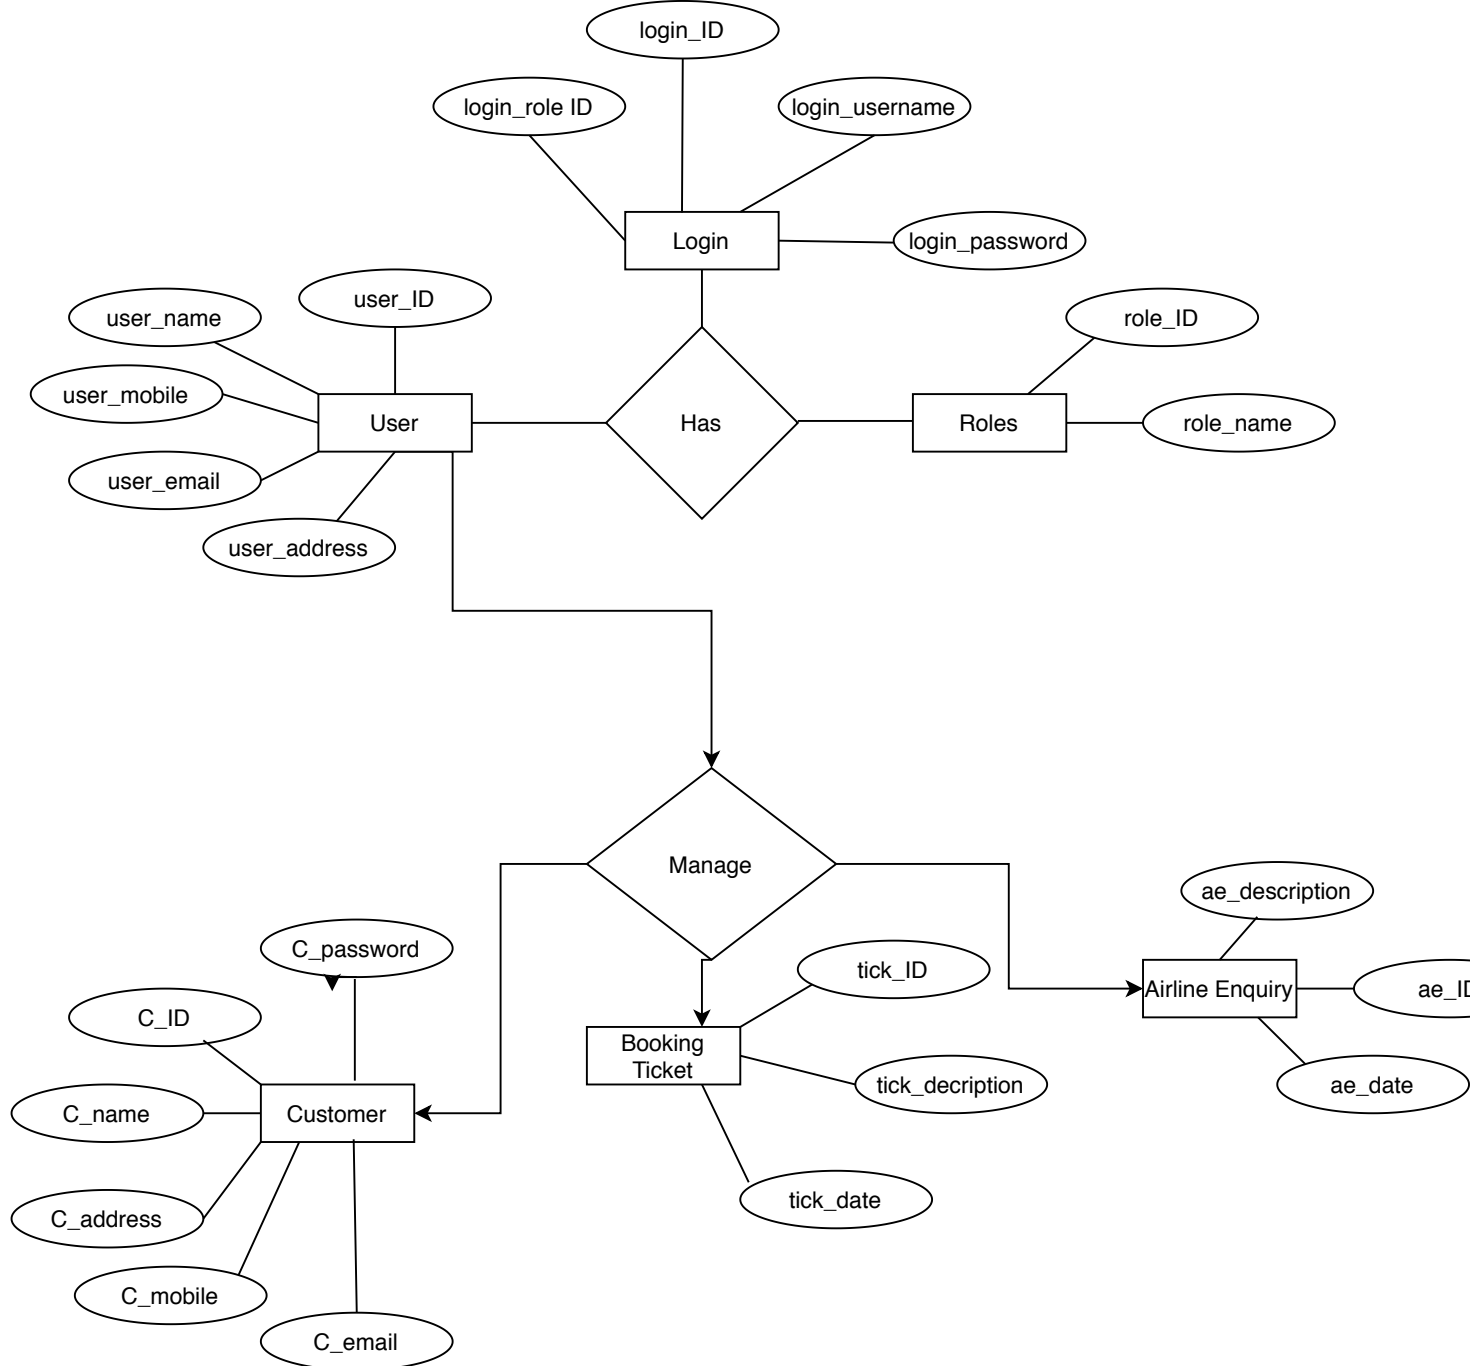 login_ID
login_role ID
login_username
Login
login_password
user_ID
user_name
role_ID
user_mobile
User
Has
Roles
role_name
user_email
user_address
Manage
ae_description
C_password
tick_ID
Airline Enquiry
ae_ID
C_ID
Booking
Ticket
tick_decription
ae_date
C_name
Customer
tick_date
C_address
C_mobile
C_email